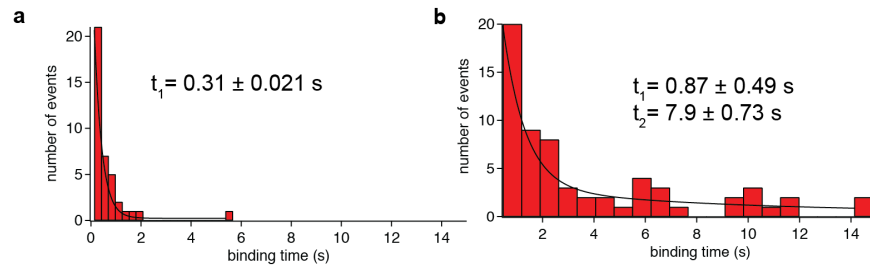 a
number of events
20
15
10
5
0
t1= 0.31 ± 0.021 s
0 2 4 6 8 10 12 14
binding time (s)
b
number of events
20
15
10
5
0
t1= 0.87 ± 0.49 s
t2= 7.9 ± 0.73 s
2 4 6 8 10 12 14
binding time (s)